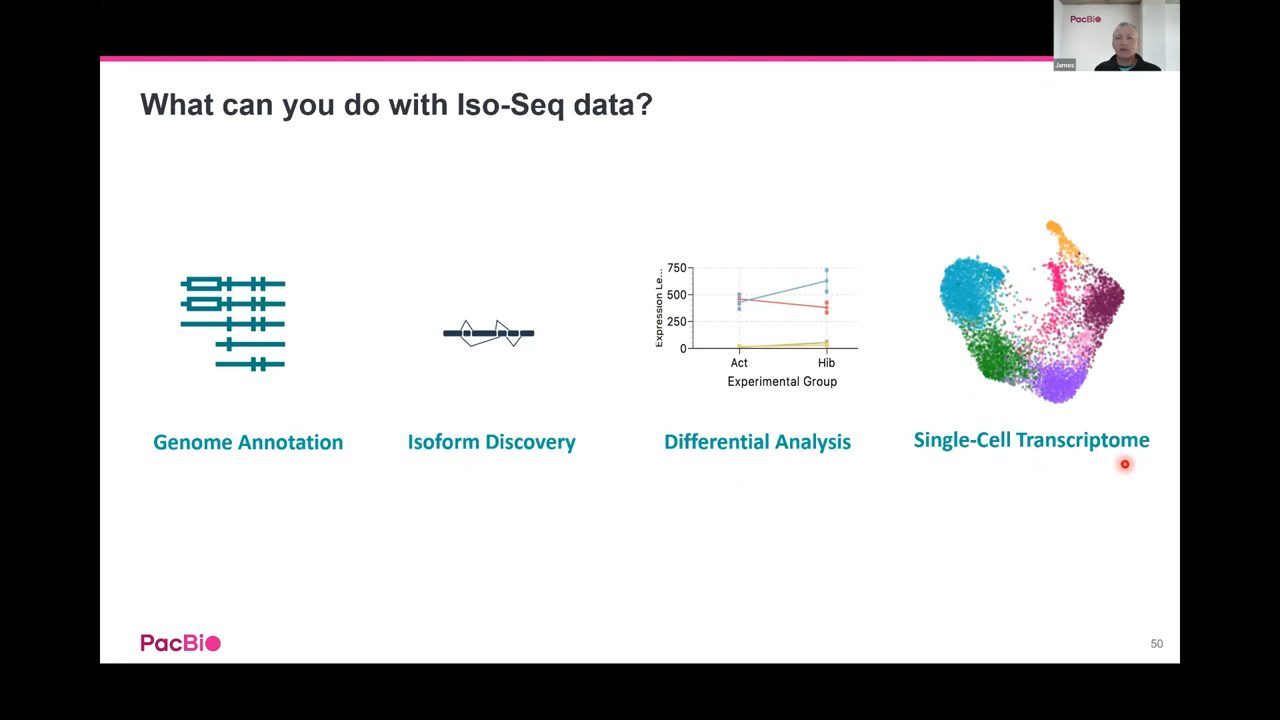 PacBio
James
What can you do with Iso-Seq data?
750
500
250
0
Expression Le...
Act
Hib
Experimental Group
Genome Annotation
Isoform Discovery
Differential Analysis
Single-Cell Transcriptome
PacBio
50